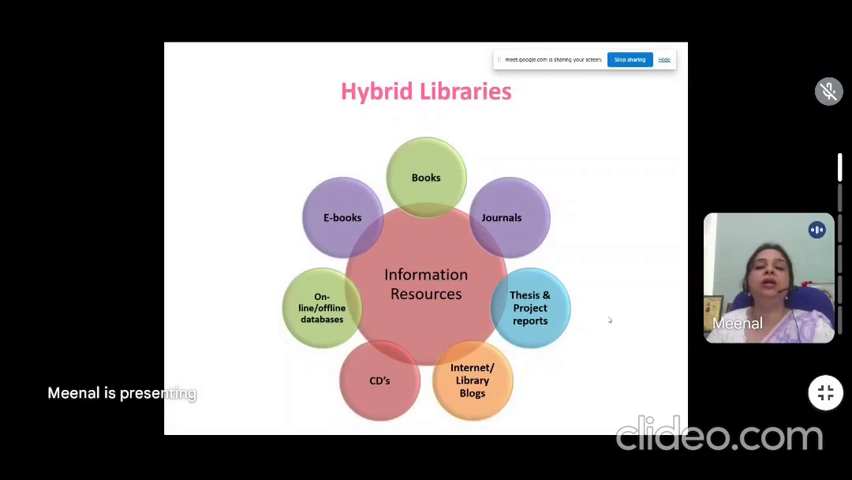 meet.google.com is sharing your screen.
Stop sharing
Hide
Hybrid Libraries
Books
E-books
Journals
Information
Resources
On-
line/offline
databases
Thesis &
Project
reports
CD's
Internet/
Library
Blogs
Meenal
Meenal is presenting
clideo.com